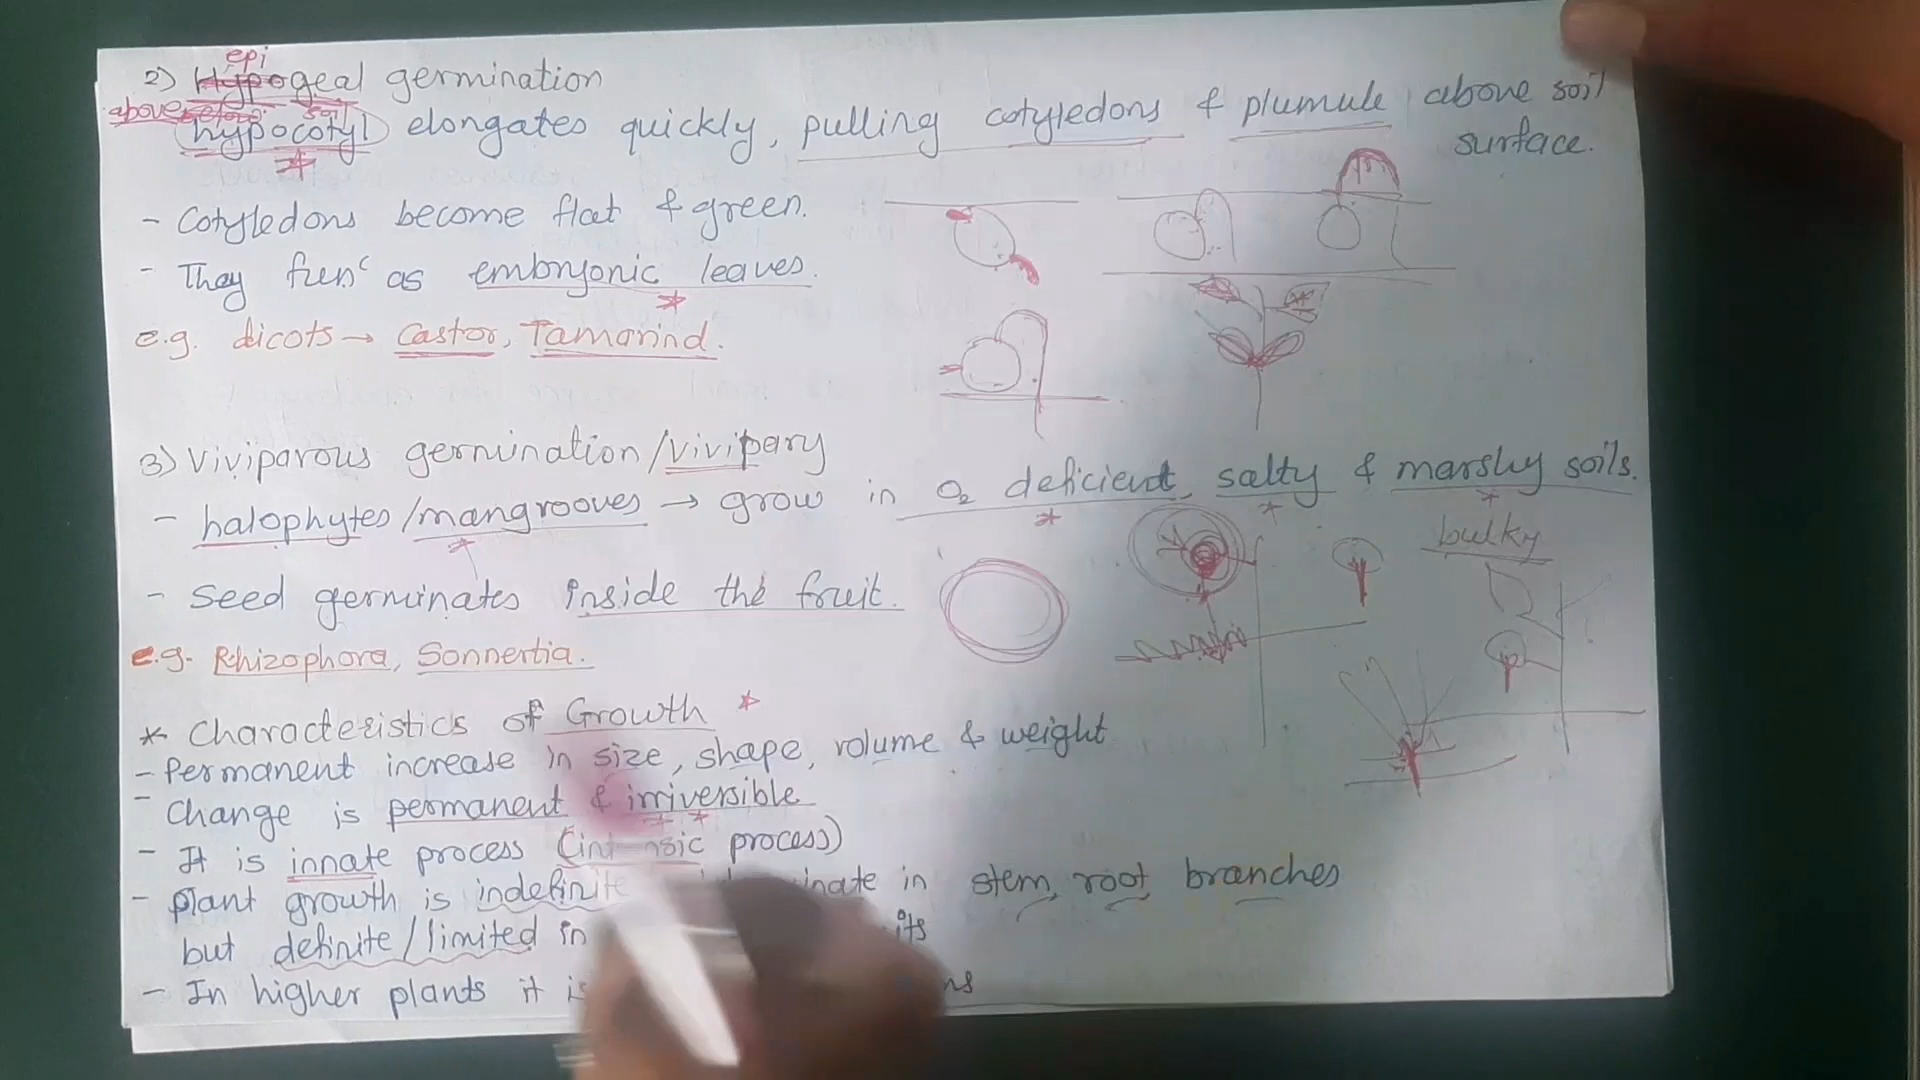 epi
2) Hypogeal germination
above before soil
hypocotyl elongates quickly, pulling cotyledons & plumule above soil
surface.
- Cotyledons become flat & green.
- They func as embryonic leaves.
e.g. dicots → Castor, Tamarind.
3) Viviparous germination/vivipary
- halophytes/mangrooves → grow in O2 deficient, salty & marshy soils.
bulky
- Seed germinates inside the fruit.
e.g. Rhizophora, Sonnertia.
* Characteristics of Growth *
- Permanent increase in size, shape, volume & weight
- Change is permanent & irriversible
- It is innate process ( process)
- plant growth is indefinite in stem, root, branches
but definite/limited in
- In higher plants it is